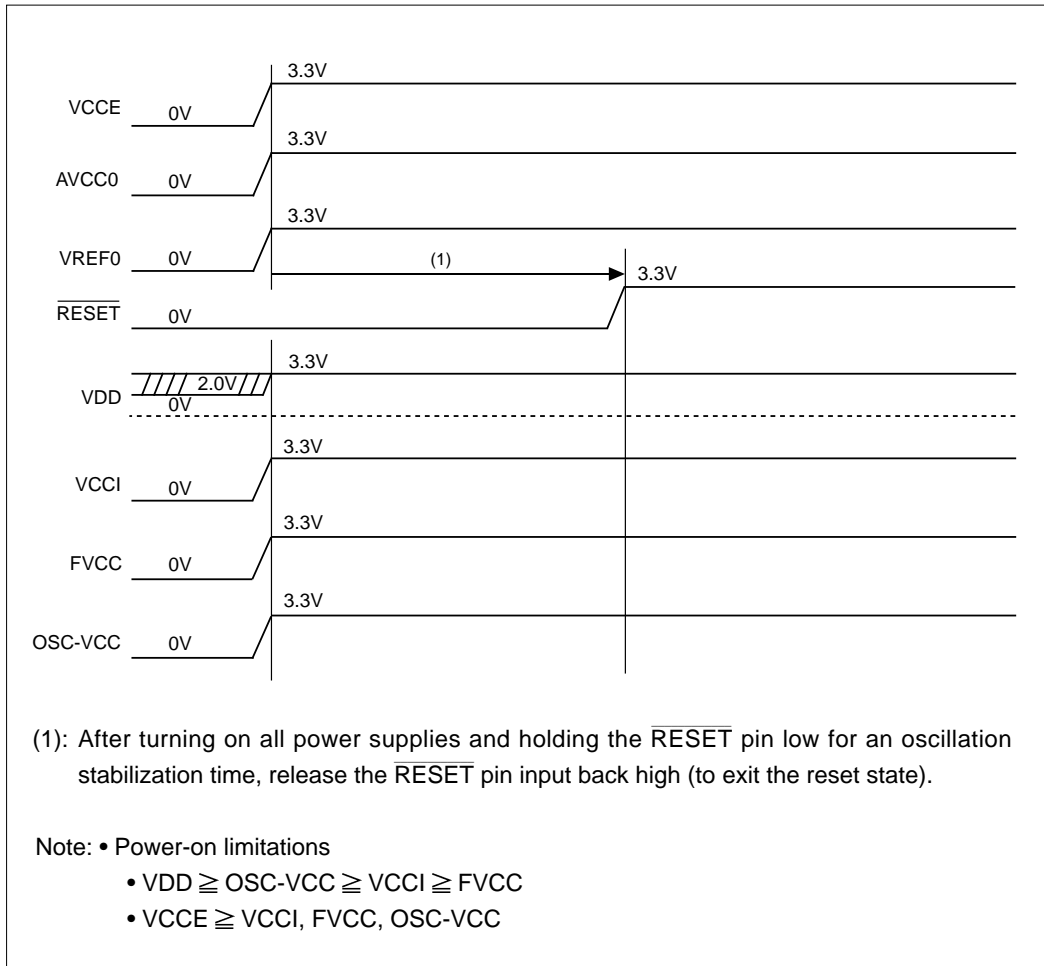 3.3V
VCCE 0V
3.3V
AVCC0 0V
3.3V
VREF0 0V
(1)
3.3V
RESET 0V
3.3V
2.0V
VDD 0V
3.3V
VCCI 0V
3.3V
FVCC 0V
3.3V
OSC-VCC 0V
(1): After turning on all power supplies and holding the RESET pin low for an oscillation
stabilization time, release the RESET pin input back high (to exit the reset state).
Note: • Power-on limitations
• VDD ≧ OSC-VCC ≧ VCCI ≧ FVCC
• VCCE ≧ VCCI, FVCC, OSC-VCC